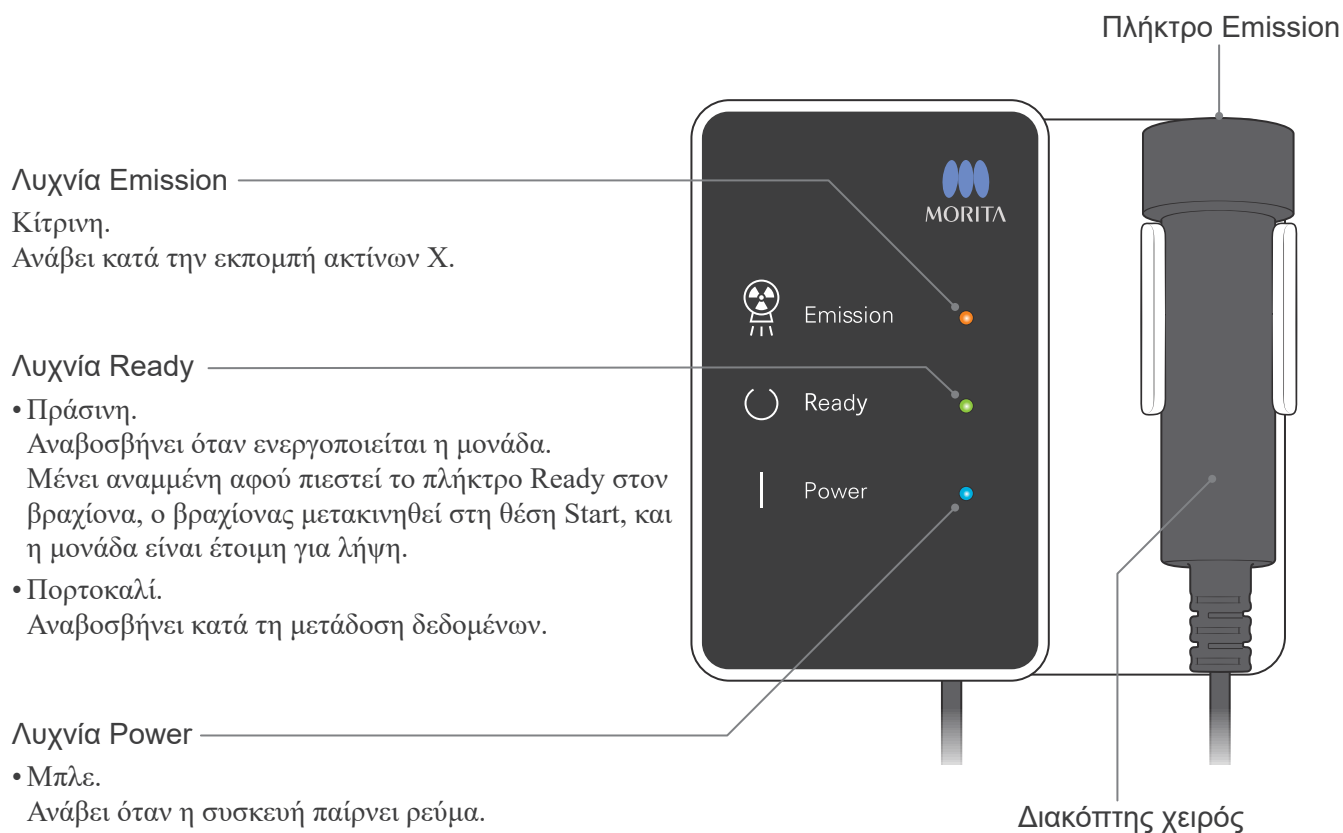 Πλήκτρο Emission
Λυχνία Emission
Κίτρινη.
Ανάβει κατά την εκπομπή ακτίνων Χ.
Λυχνία Ready
• Πράσινη.
Αναβοσβήνει όταν ενεργοποιείται η μονάδα.
Μένει αναμμένη αφού πιεστεί το πλήκτρο Ready στον
βραχίονα, ο βραχίονας μετακινηθεί στη θέση Start, και
η μονάδα είναι έτοιμη για λήψη.
• Πορτοκαλί.
Αναβοσβήνει κατά τη μετάδοση δεδομένων.
Λυχνία Power
• Μπλε.
Ανάβει όταν η συσκευή παίρνει ρεύμα.
MORITA
Emission
Ready
Power
Διακόπτης χειρός